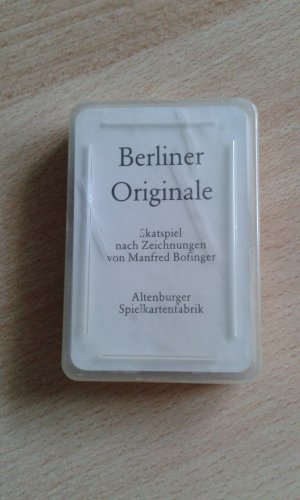 Berliner
Originale
Skatspiel
nach Zeichnungen
von Manfred Bofinger
Altenburger
Spielkartenfabrik